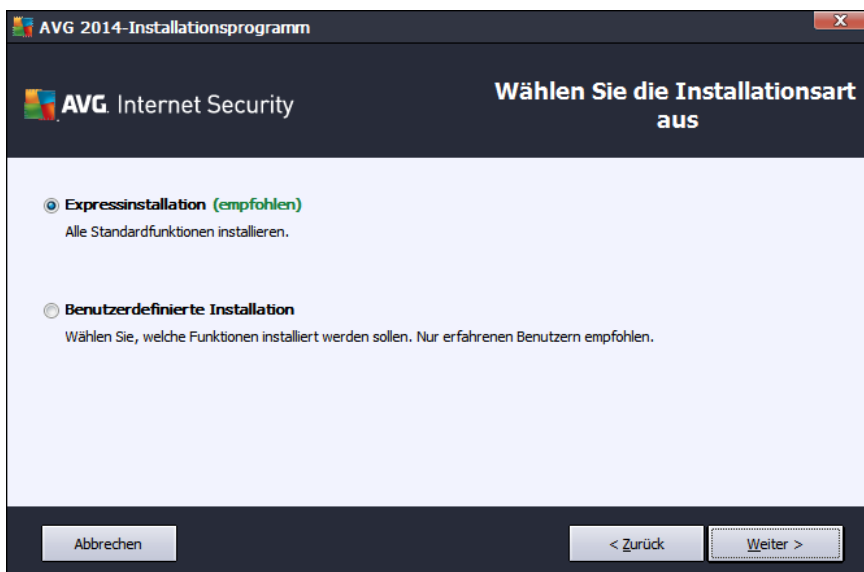 AVG 2014-Installationsprogramm
X
AVG. Internet Security
Wählen Sie die Installationsart
aus
Expressinstallation (empfohlen)
Alle Standardfunktionen installieren.
Benutzerdefinierte Installation
Wählen Sie, welche Funktionen installiert werden sollen. Nur erfahrenen Benutzern empfohlen.
Abbrechen
< Zurück
Weiter >